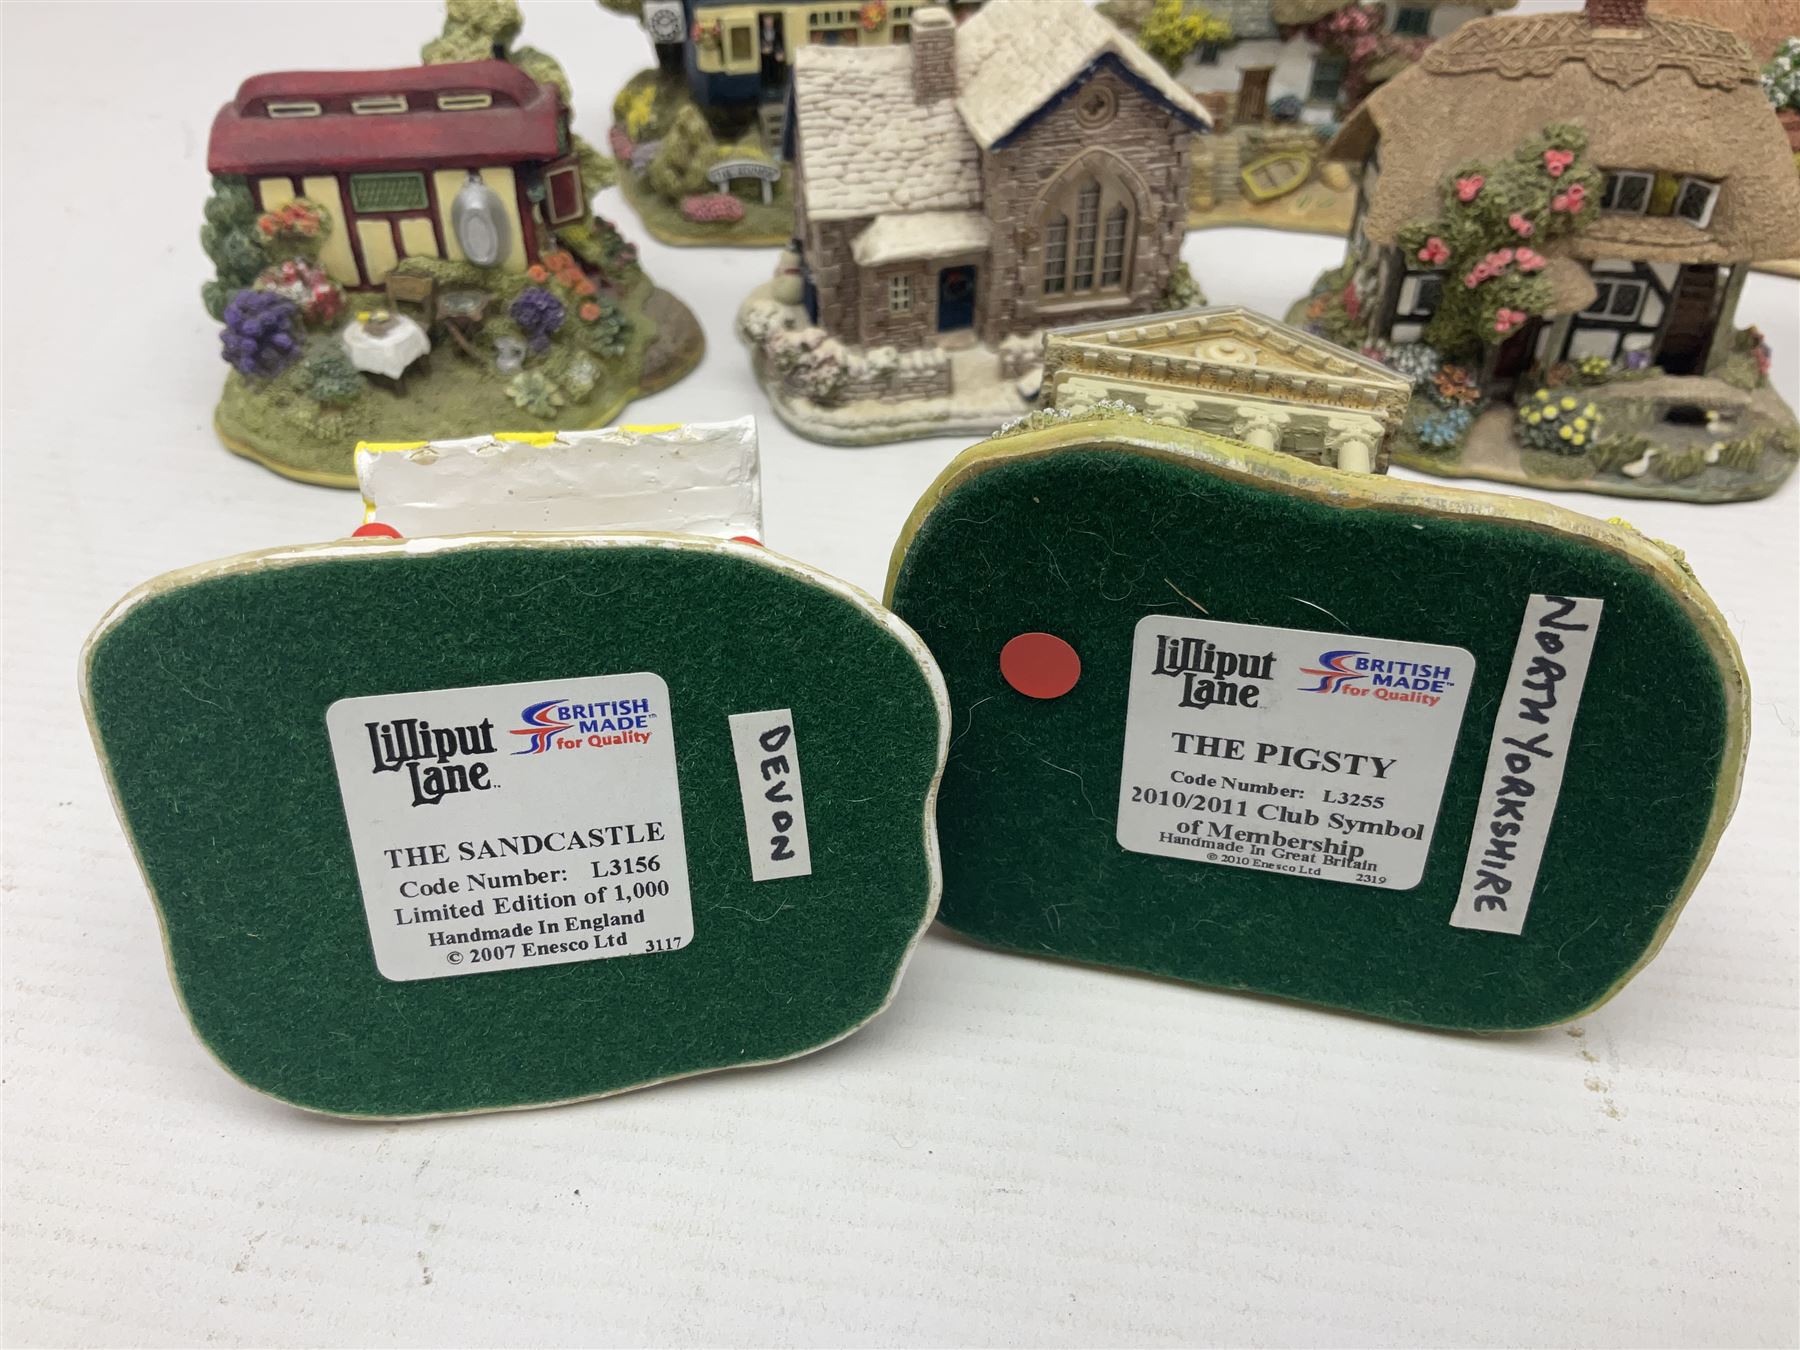 Lilliput
Lane
BRITISH
MADE™
for Quality
THE SANDCASTLE
Code Number: L3156
Limited Edition of 1,000
Handmade In England
© 2007 Enesco Ltd 3117
DEVON
Lilliput
Lane
BRITISH
MADE™
for Quality
THE PIGSTY
Code Number: L3255
2010/2011 Club Symbol
of Membership
Handmade In Great Britain
© 2010 Enesco Ltd 2319
NORTH YORKSHIRE